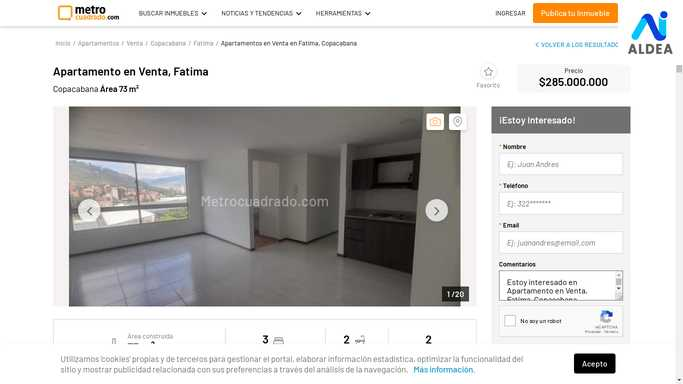 metro
cuadrado.com
BUSCAR INMUEBLES
NOTICIAS Y TENDENCIAS
HERRAMIENTAS
INGRESAR
Publica tu Inmueble
ALDEA
Inicio / Apartamentos / Venta / Copacabana / Fatima / Apartamentos en Venta en Fatima, Copacabana
< VOLVER A LOS RESULTADO
Apartamento en Venta, Fatima
Copacabana Área 73 m²
Favorito
Precio
$285.000.000
Metrocuadrado.com
1 /20
¡Estoy Interesado!
* Nombre
Ej: Juan Andres
* Teléfono
Ej: 322*******
* Email
Ej: juanandres@email.com
Comentarios
Estoy interesado en
Apartamento en Venta,
Fatima, Copacabana
No soy un robot
reCAPTCHA
Privacidad - Términos
Área construida
3
2
2
Utilizamos 'cookies' propias y de terceros para gestionar el portal, elaborar información estadística, optimizar la funcionalidad del
sitio y mostrar publicidad relacionada con sus preferencias a través del análisis de la navegación. Más información.
Acepto